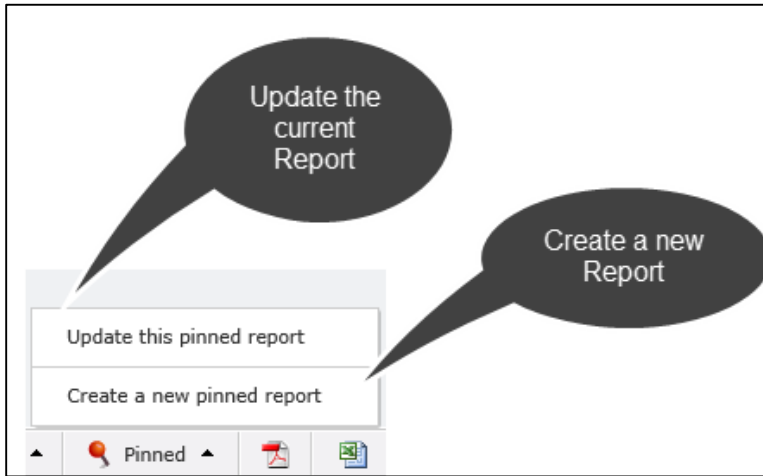 Update the
current
Report
Create a new
Report
Update this pinned report
Create a new pinned report
Pinned